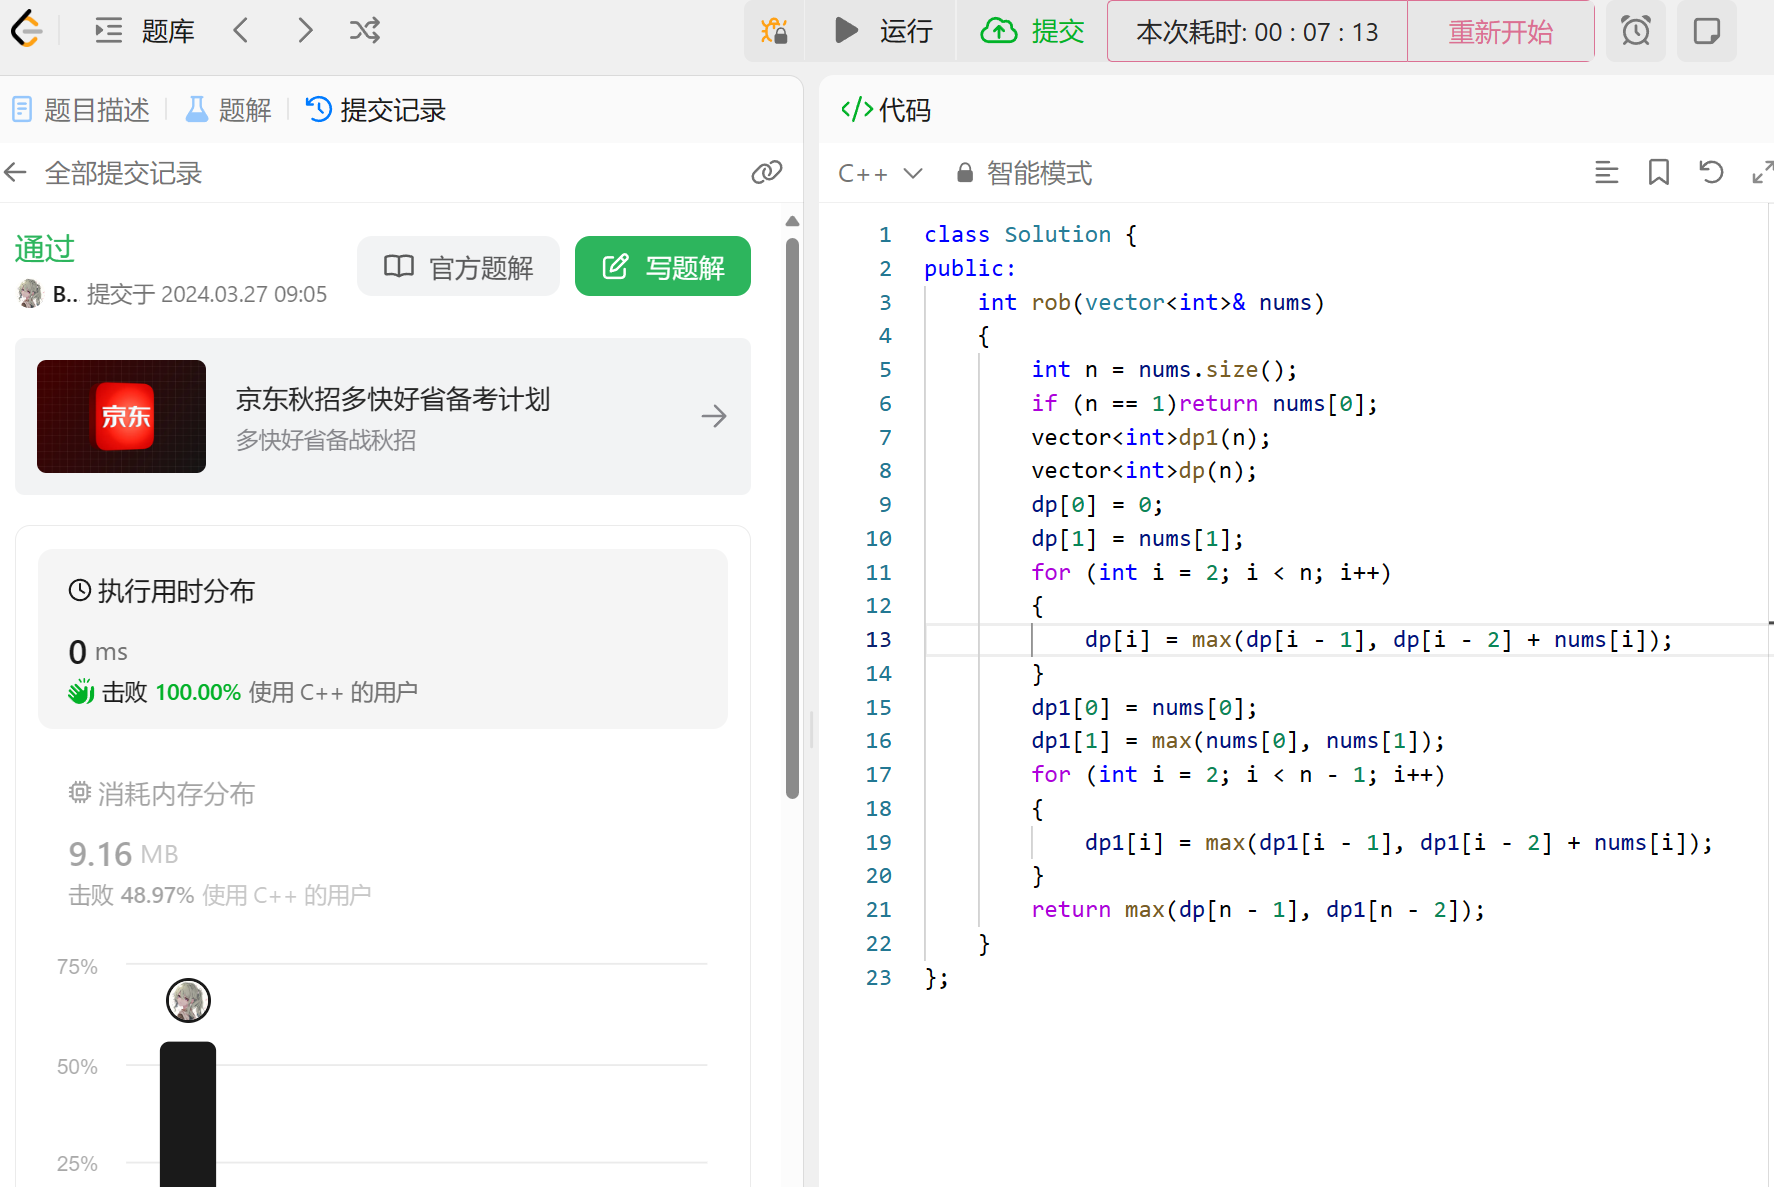 题库
运行
提交
本次耗时: 00 : 07 : 13
重新开始
题目描述
题解
提交记录
全部提交记录
通过
B.. 提交于 2024.03.27 09:05
官方题解
写题解
京东
京东秋招多快好省备考计划
多快好省备战秋招
执行用时分布
0 ms
击败 100.00% 使用 C++ 的用户
消耗内存分布
9.16 MB
击败 48.97% 使用 C++ 的用户
75%
50%
25%
</>代码
C++
智能模式
1 class Solution {
2 public:
3     int rob(vector<int>& nums)
4     {
5         int n = nums.size();
6         if (n == 1)return nums[0];
7         vector<int>dp1(n);
8         vector<int>dp(n);
9         dp[0] = 0;
10         dp[1] = nums[1];
11         for (int i = 2; i < n; i++)
12         {
13             dp[i] = max(dp[i - 1], dp[i - 2] + nums[i]);
14         }
15         dp1[0] = nums[0];
16         dp1[1] = max(nums[0], nums[1]);
17         for (int i = 2; i < n - 1; i++)
18         {
19             dp1[i] = max(dp1[i - 1], dp1[i - 2] + nums[i]);
20         }
21         return max(dp[n - 1], dp1[n - 2]);
22     }
23 };